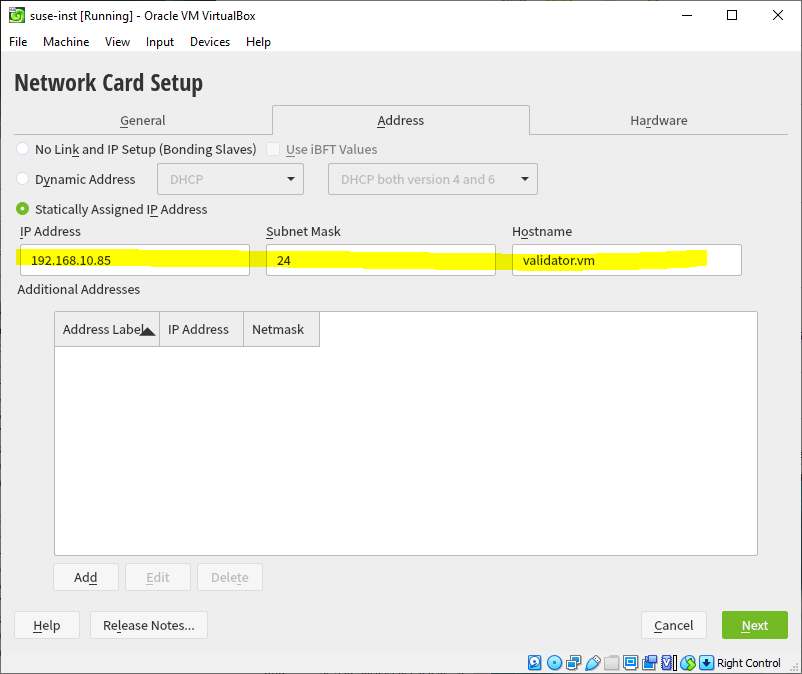 suse-inst [Running] - Oracle VM VirtualBox
File Machine View Input Devices Help
Network Card Setup
General Address Hardware
No Link and IP Setup (Bonding Slaves) Use iBFT Values
Dynamic Address DHCP DHCP both version 4 and 6
Statically Assigned IP Address
IP Address Subnet Mask Hostname
192.168.10.85 24 validator.vm
Additional Addresses
Address Label IP Address Netmask
Add Edit Delete
Help Release Notes... Cancel Next
Right Control